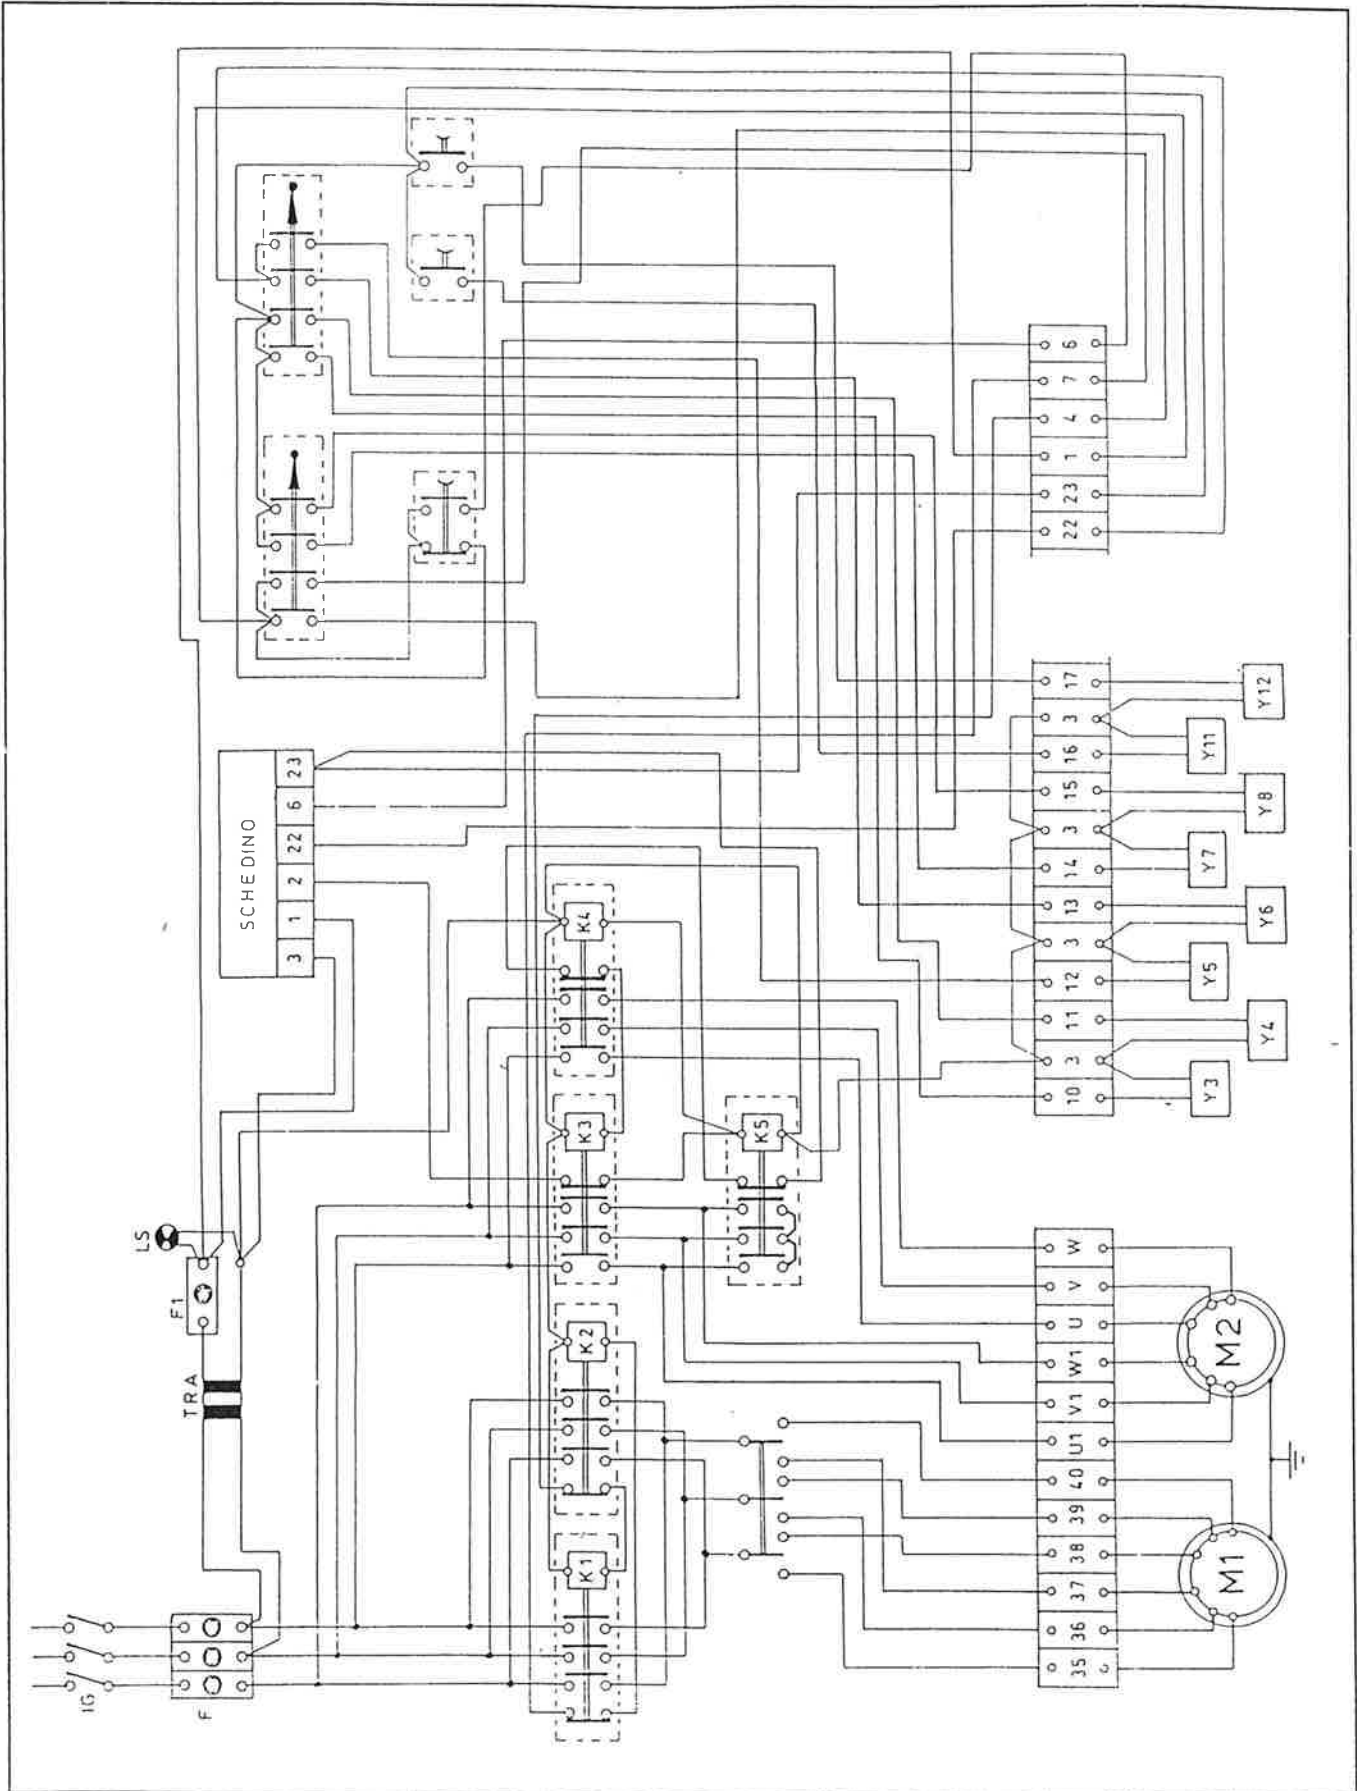 IG
LS
F1
TRA
F
SCHEDINO
3 1 2 22 6 23
K1 K2 K3 K4
K5
35 36 37 38 39 40 U1 V1 W1 U V W
10 3 11 12 3 13 14 3 15 16 3 17
22 23 1 4 7 6
Y3 Y5 Y7 Y11
M1 M2
Y4 Y6 Y8 Y12